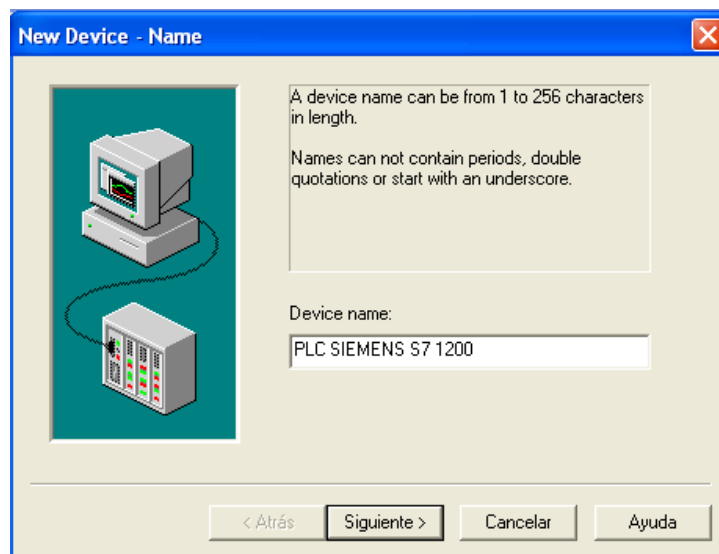 New Device - Name
A device name can be from 1 to 256 characters
in length.
Names can not contain periods, double
quotations or start with an underscore.
Device name:
PLC SIEMENS S7 1200
< Atrás
Siguiente >
Cancelar
Ayuda